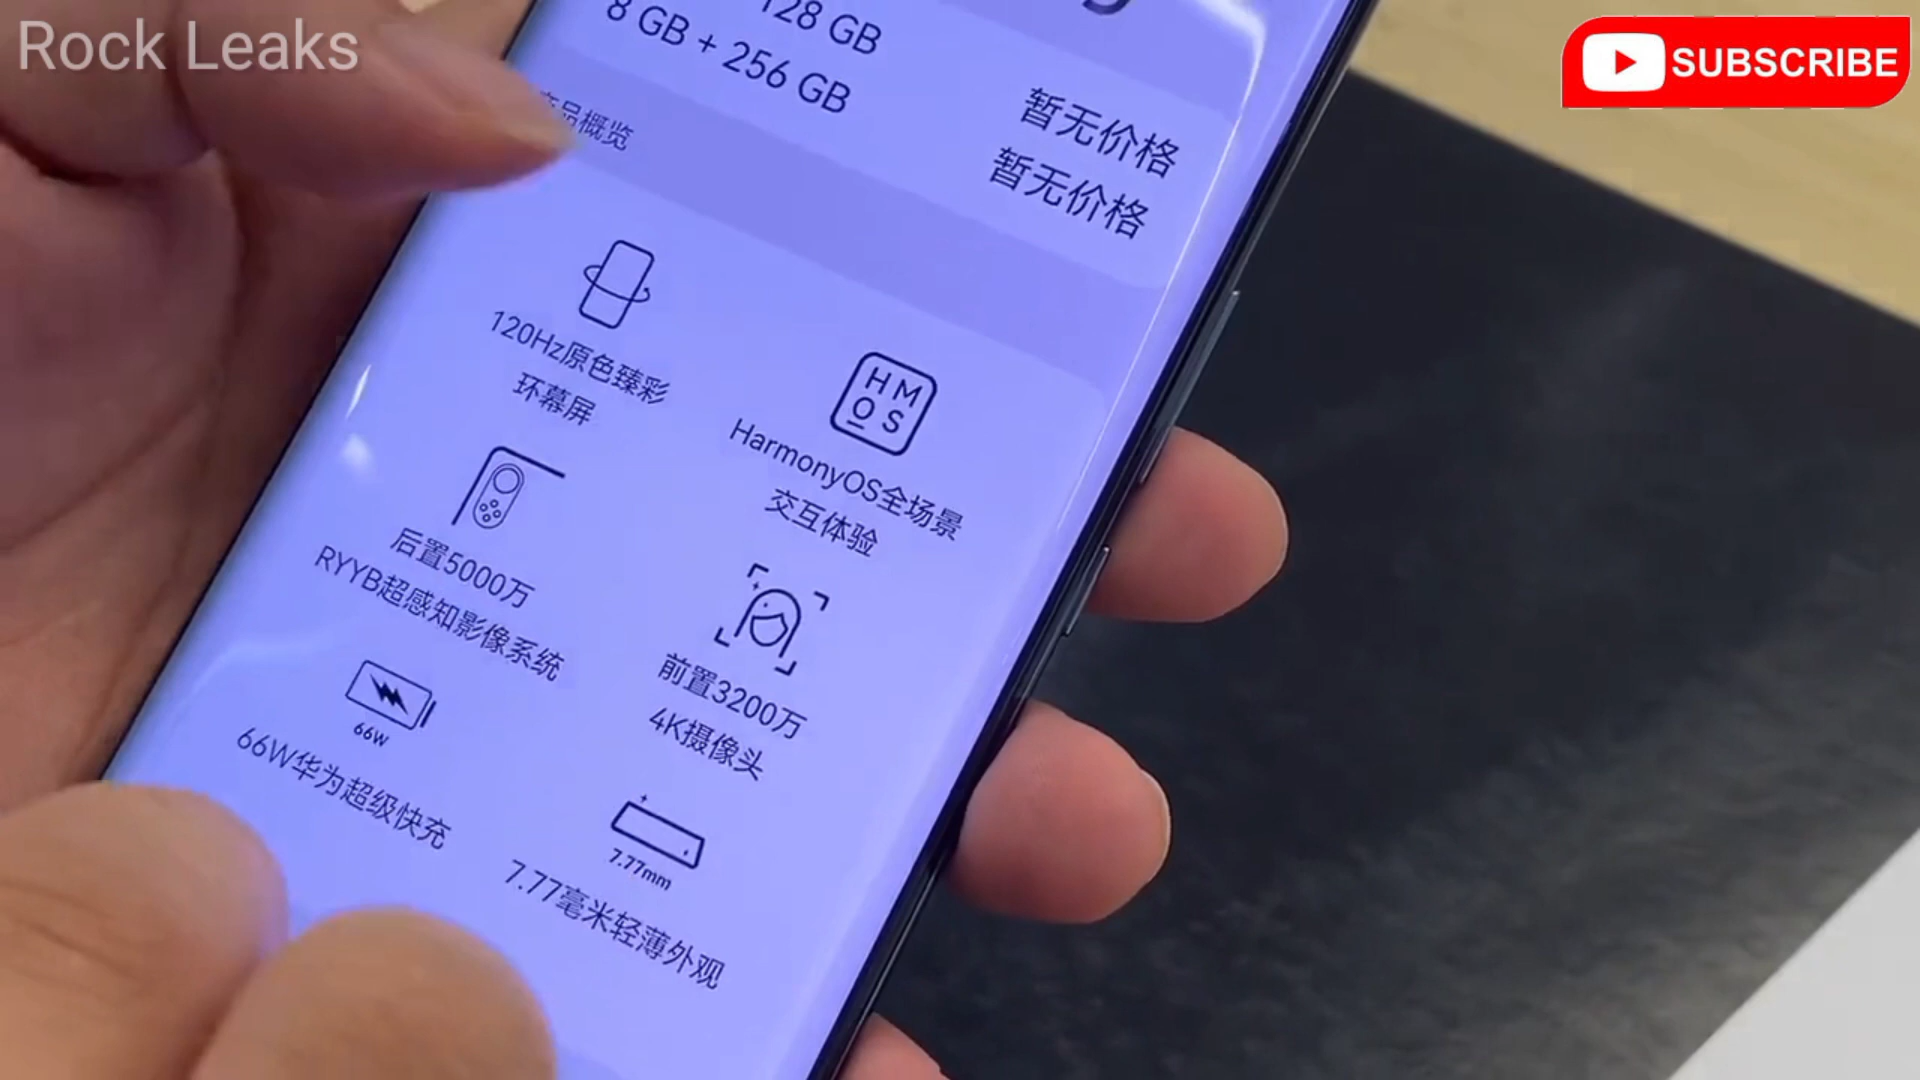 Rock Leaks
SUBSCRIBE
128 GB
8 GB + 256 GB
暂无价格
暂无价格
品概览
120Hz原色臻彩
环幕屏
HM
OS
HarmonyOS全场景
交互体验
后置5000万
RYYB超感知影像系统
前置3200万
4K摄像头
66W
66W华为超级快充
7.77mm
7.77毫米轻薄外观